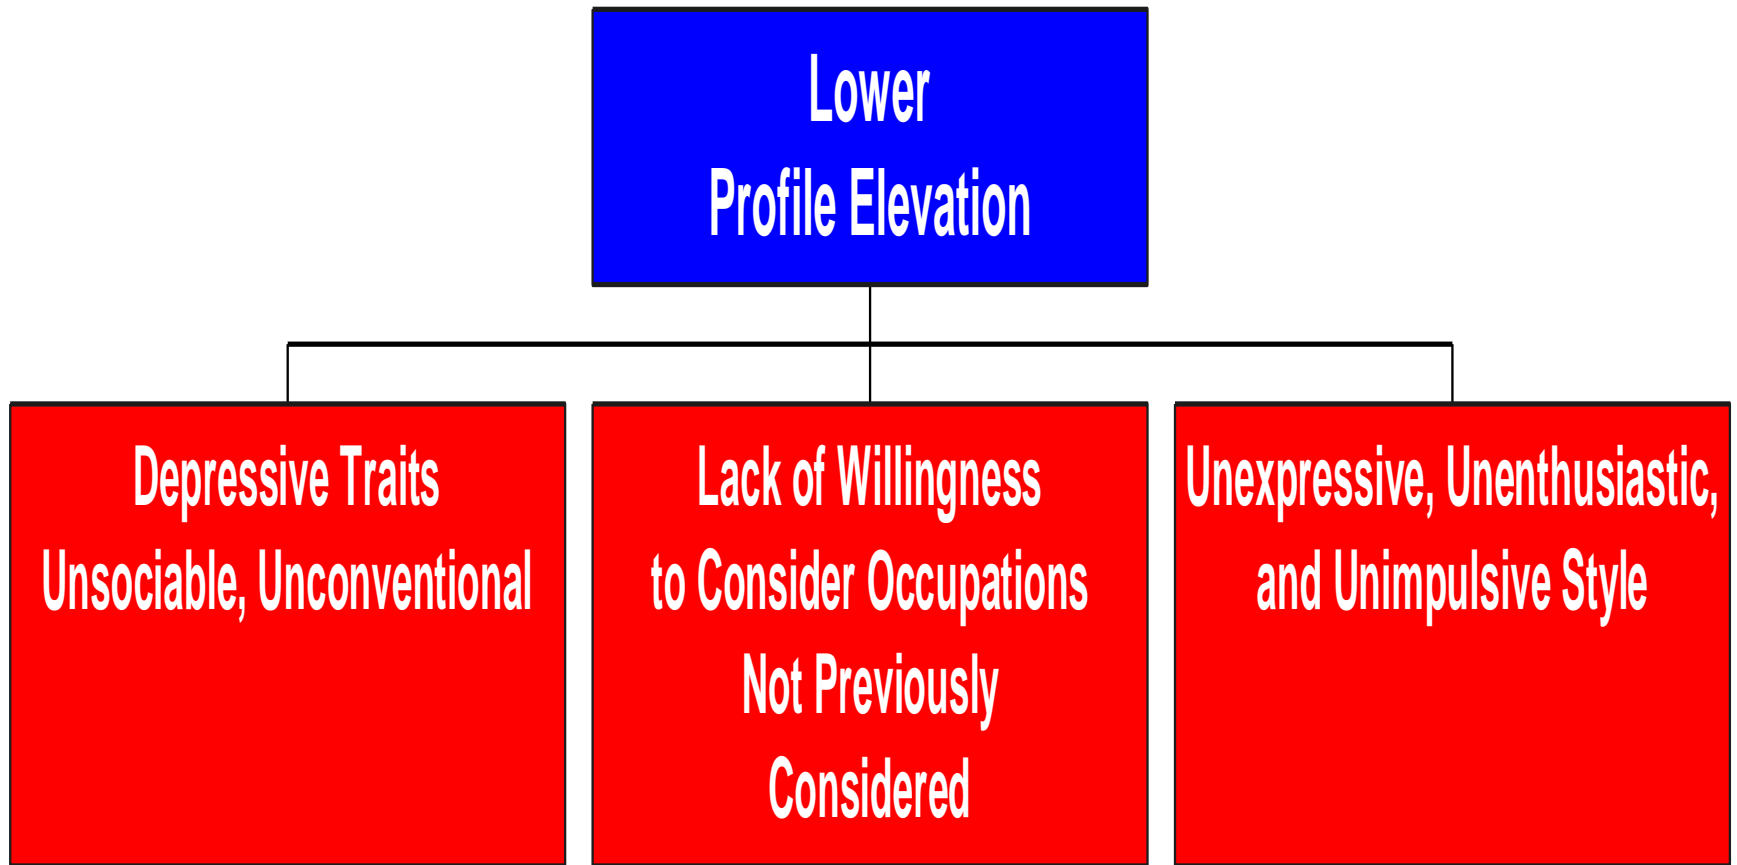 Lower
Profile Elevation
Depressive Traits
Unsociable, Unconventional
Lack of Willingness
to Consider Occupations
Not Previously
Considered
Unexpressive, Unenthusiastic,
and Unimpulsive Style